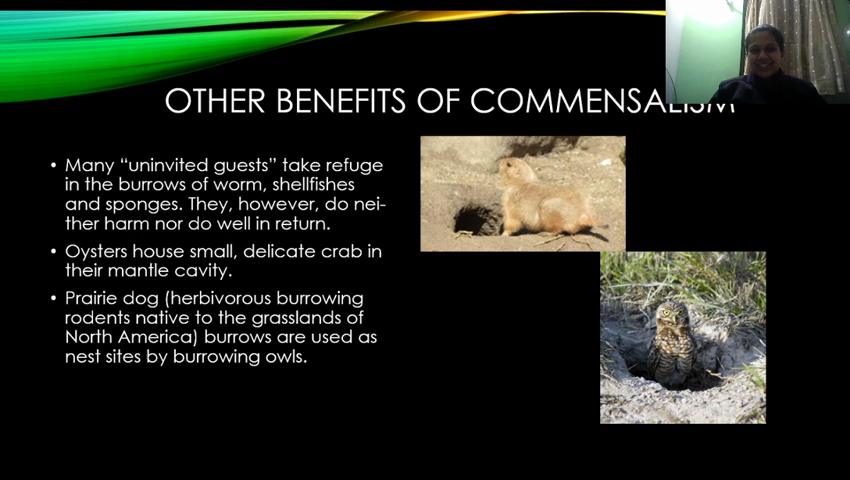 OTHER BENEFITS OF COMMENSALISM
• Many “uninvited guests” take refuge
in the burrows of worm, shellfishes
and sponges. They, however, do nei-
ther harm nor do well in return.
• Oysters house small, delicate crab in
their mantle cavity.
• Prairie dog (herbivorous burrowing
rodents native to the grasslands of
North America) burrows are used as
nest sites by burrowing owls.